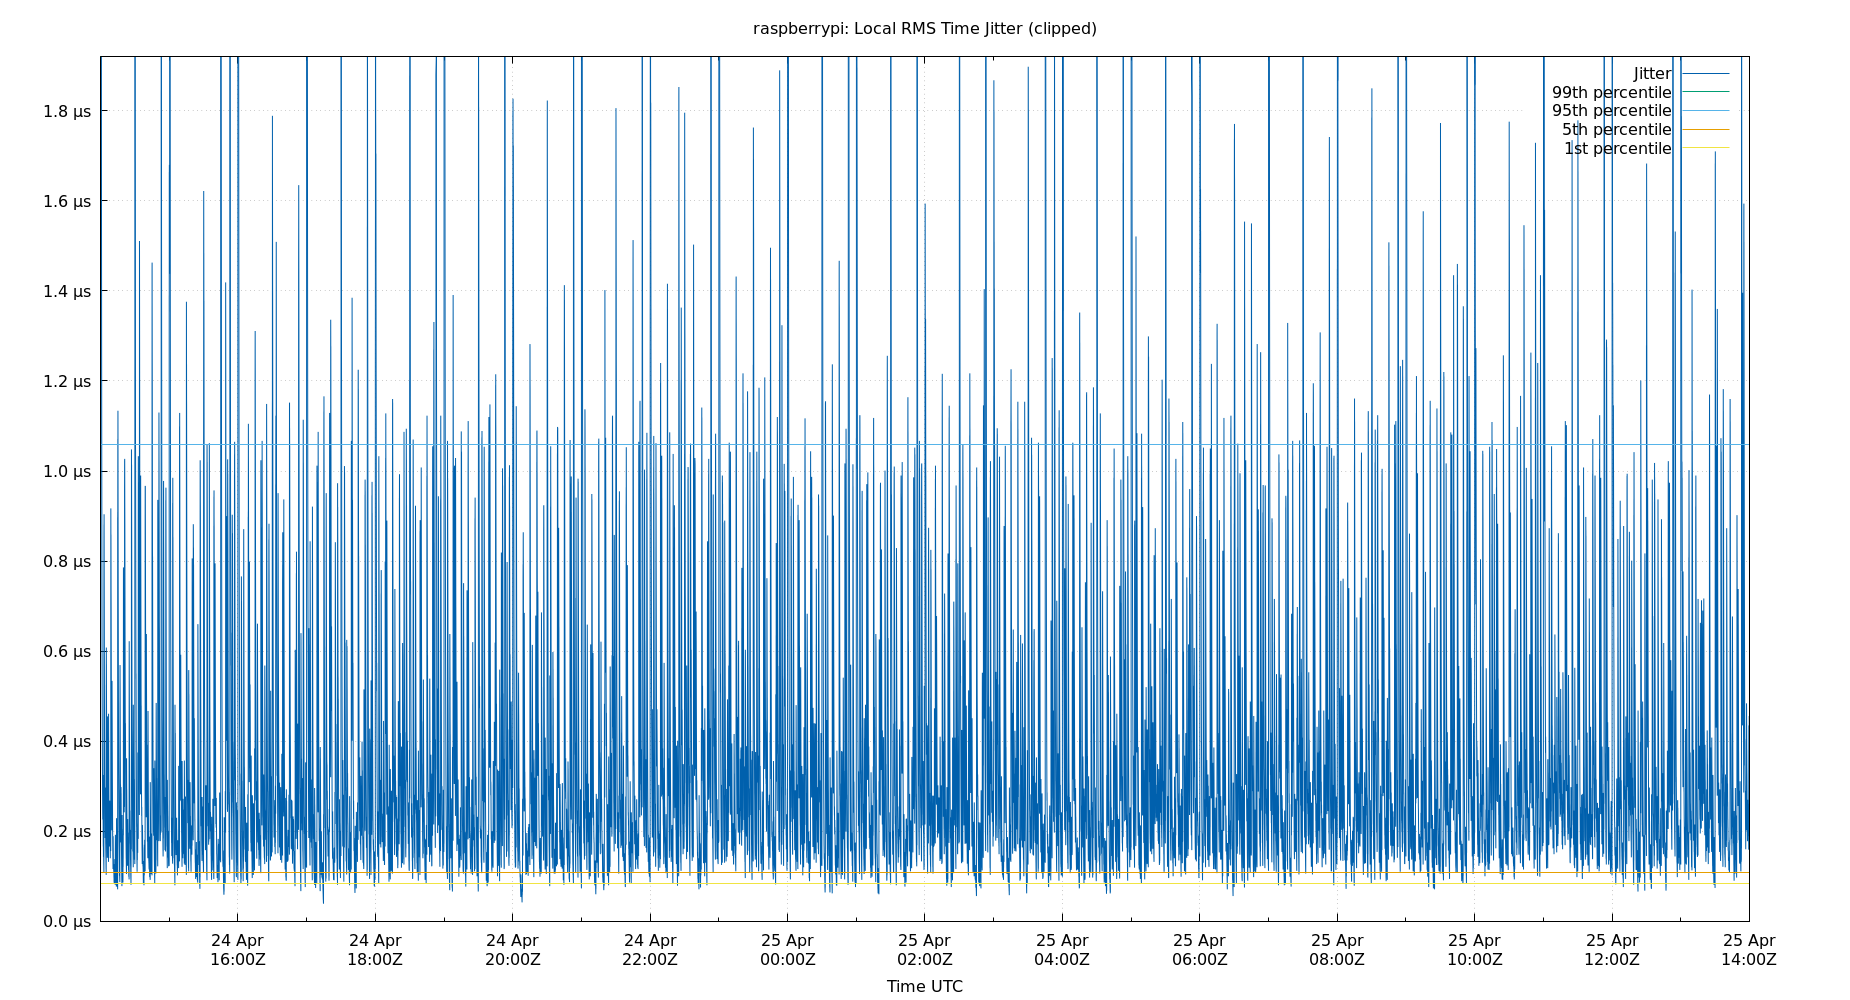 raspberrypi: Local RMS Time Jitter (clipped)
Jitter
99th percentile
95th percentile
5th percentile
1st percentile
1.8 µs
1.6 µs
1.4 µs
1.2 µs
1.0 µs
0.8 µs
0.6 µs
0.4 µs
0.2 µs
0.0 µs
24 Apr 24 Apr 24 Apr 24 Apr 25 Apr 25 Apr 25 Apr 25 Apr 25 Apr 25 Apr 25 Apr 25 Apr
16:00Z 18:00Z 20:00Z 22:00Z 00:00Z 02:00Z 04:00Z 06:00Z 08:00Z 10:00Z 12:00Z 14:00Z
Time UTC